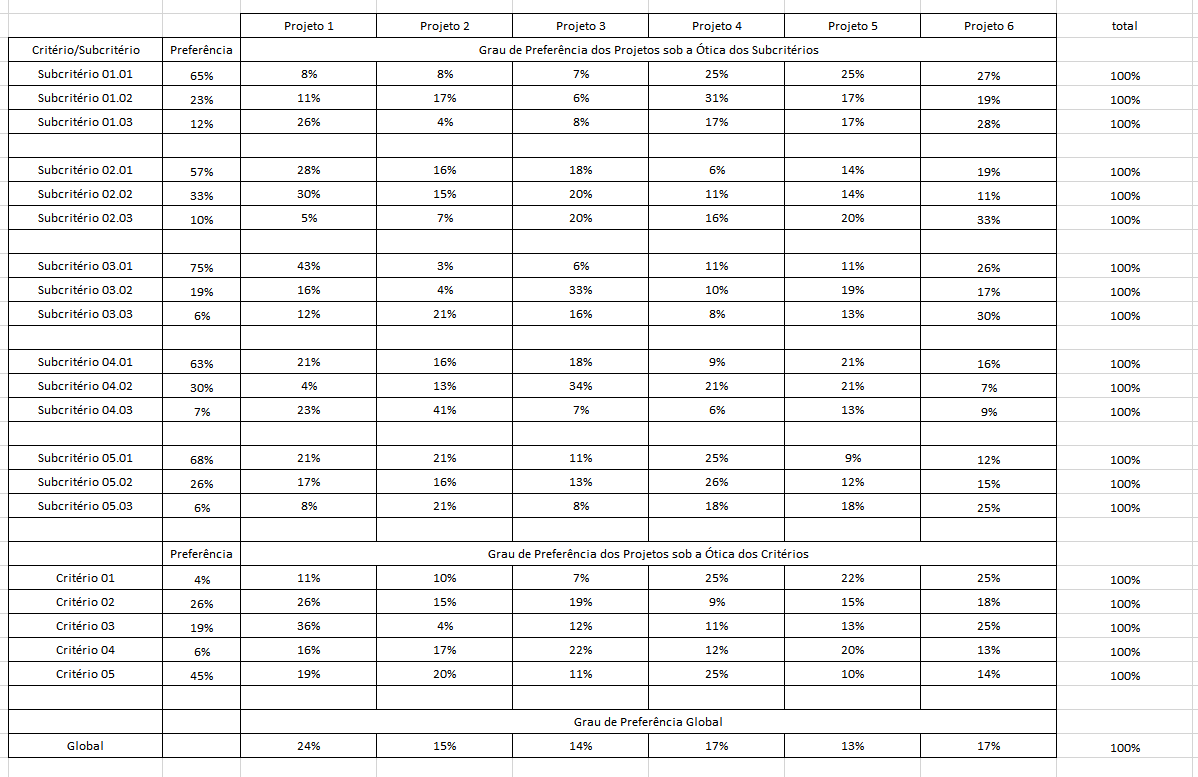 Projeto 1 Projeto 2 Projeto 3 Projeto 4 Projeto 5 Projeto 6 total
Critério/Subcritério Preferência Grau de Preferência dos Projetos sob a Ótica dos Subcritérios
Subcritério 01.01 65% 8% 8% 7% 25% 25% 27% 100%
Subcritério 01.02 23% 11% 17% 6% 31% 17% 19% 100%
Subcritério 01.03 12% 26% 4% 8% 17% 17% 28% 100%
Subcritério 02.01 57% 28% 16% 18% 6% 14% 19% 100%
Subcritério 02.02 33% 30% 15% 20% 11% 14% 11% 100%
Subcritério 02.03 10% 5% 7% 20% 16% 20% 33% 100%
Subcritério 03.01 75% 43% 3% 6% 11% 11% 26% 100%
Subcritério 03.02 19% 16% 4% 33% 10% 19% 17% 100%
Subcritério 03.03 6% 12% 21% 16% 8% 13% 30% 100%
Subcritério 04.01 63% 21% 16% 18% 9% 21% 16% 100%
Subcritério 04.02 30% 4% 13% 34% 21% 21% 7% 100%
Subcritério 04.03 7% 23% 41% 7% 6% 13% 9% 100%
Subcritério 05.01 68% 21% 21% 11% 25% 9% 12% 100%
Subcritério 05.02 26% 17% 16% 13% 26% 12% 15% 100%
Subcritério 05.03 6% 8% 21% 8% 18% 18% 25% 100%
Preferência Grau de Preferência dos Projetos sob a Ótica dos Critérios
Critério 01 4% 11% 10% 7% 25% 22% 25% 100%
Critério 02 26% 26% 15% 19% 9% 15% 18% 100%
Critério 03 19% 36% 4% 12% 11% 13% 25% 100%
Critério 04 6% 16% 17% 22% 12% 20% 13% 100%
Critério 05 45% 19% 20% 11% 25% 10% 14% 100%
Grau de Preferência Global
Global 24% 15% 14% 17% 13% 17% 100%